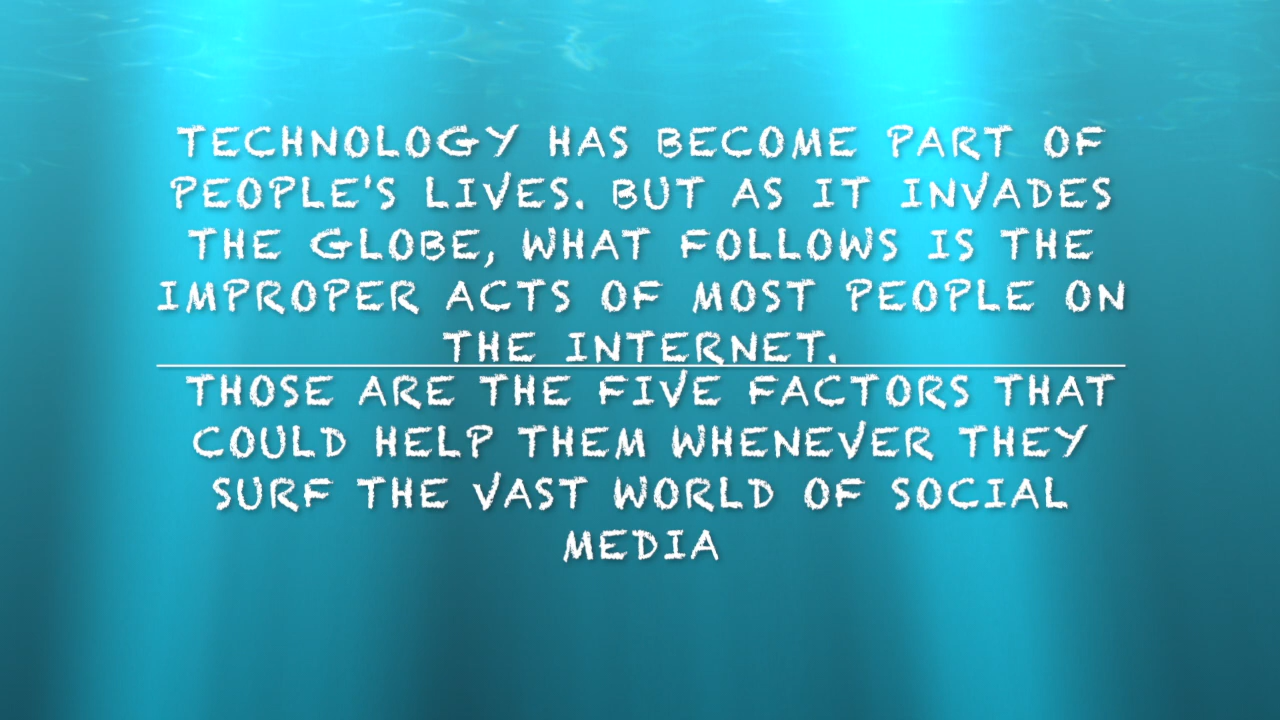 TECHNOLOGY HAS BECOME PART OF
PEOPLE'S LIVES. BUT AS IT INVADES
THE GLOBE, WHAT FOLLOWS IS THE
IMPROPER ACTS OF MOST PEOPLE ON
THE INTERNET.
THOSE ARE THE FIVE FACTORS THAT
COULD HELP THEM WHENEVER THEY
SURF THE VAST WORLD OF SOCIAL
MEDIA